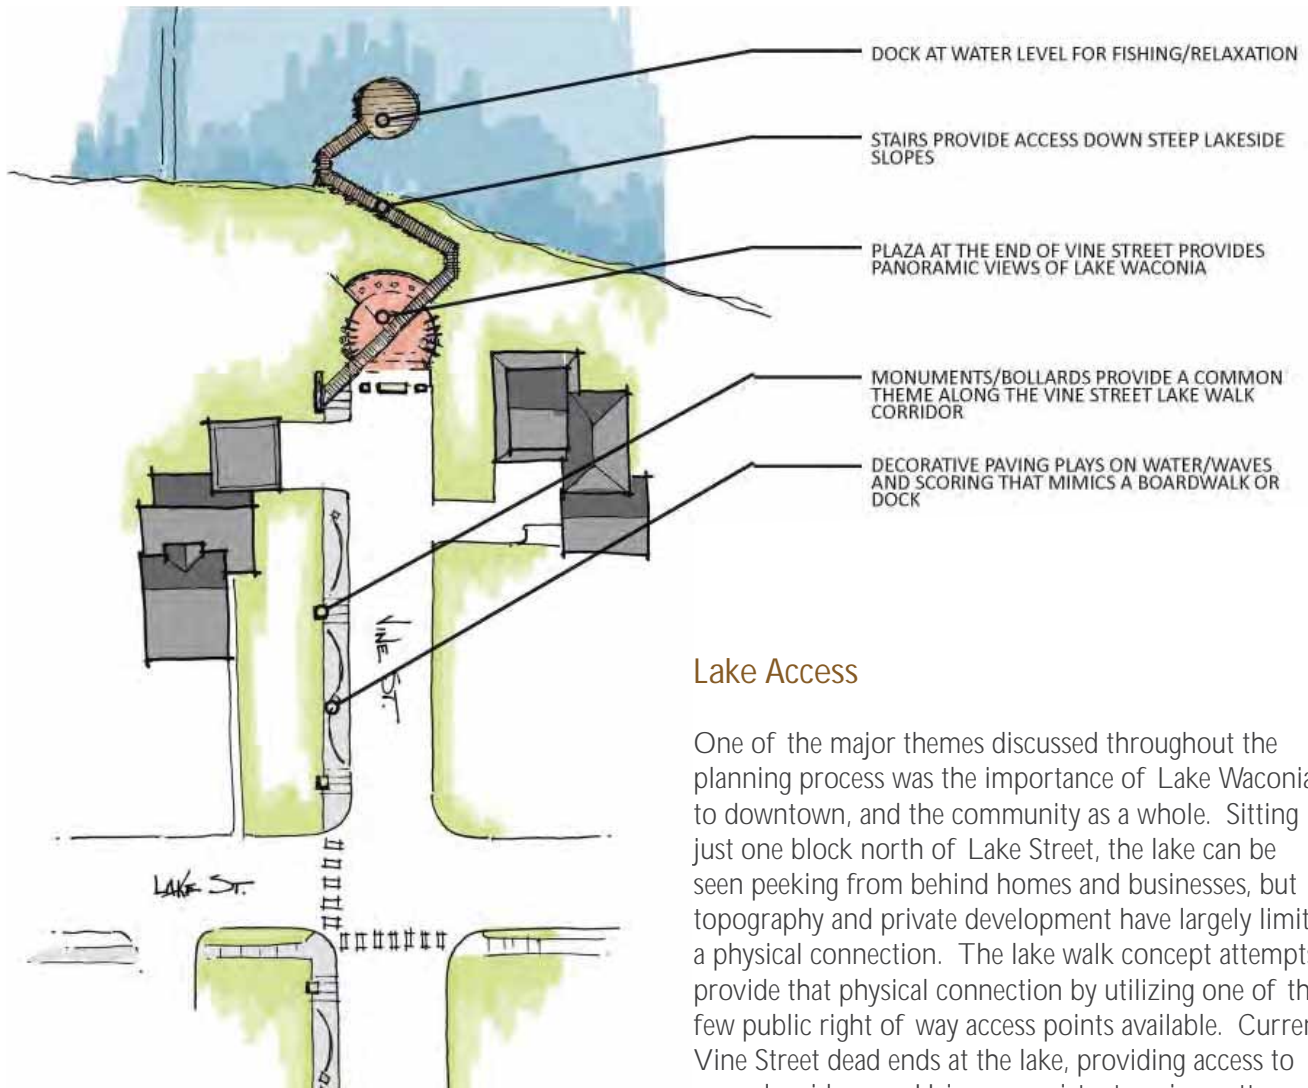 DOCK AT WATER LEVEL FOR FISHING/RELAXATION
STAIRS PROVIDE ACCESS DOWN STEEP LAKESIDE
SLOPES
PLAZA AT THE END OF VINE STREET PROVIDES
PANORAMIC VIEWS OF LAKE WACONIA
MONUMENTS/BOLLARDS PROVIDE A COMMON
THEME ALONG THE VINE STREET LAKE WALK
CORRIDOR
DECORATIVE PAVING PLAYS ON WATER/WAVES
AND SCORING THAT MIMICS A BOARDWALK OR
DOCK
VINE ST.
LAKE ST.
Lake Access
One of the major themes discussed throughout the
planning process was the importance of Lake Waconia
to downtown, and the community as a whole. Sitting
just one block north of Lake Street, the lake can be
seen peeking from behind homes and businesses, but
topography and private development have largely limit
a physical connection. The lake walk concept attempts
provide that physical connection by utilizing one of th
few public right of way access points available. Curren
Vine Street dead ends at the lake, providing access to